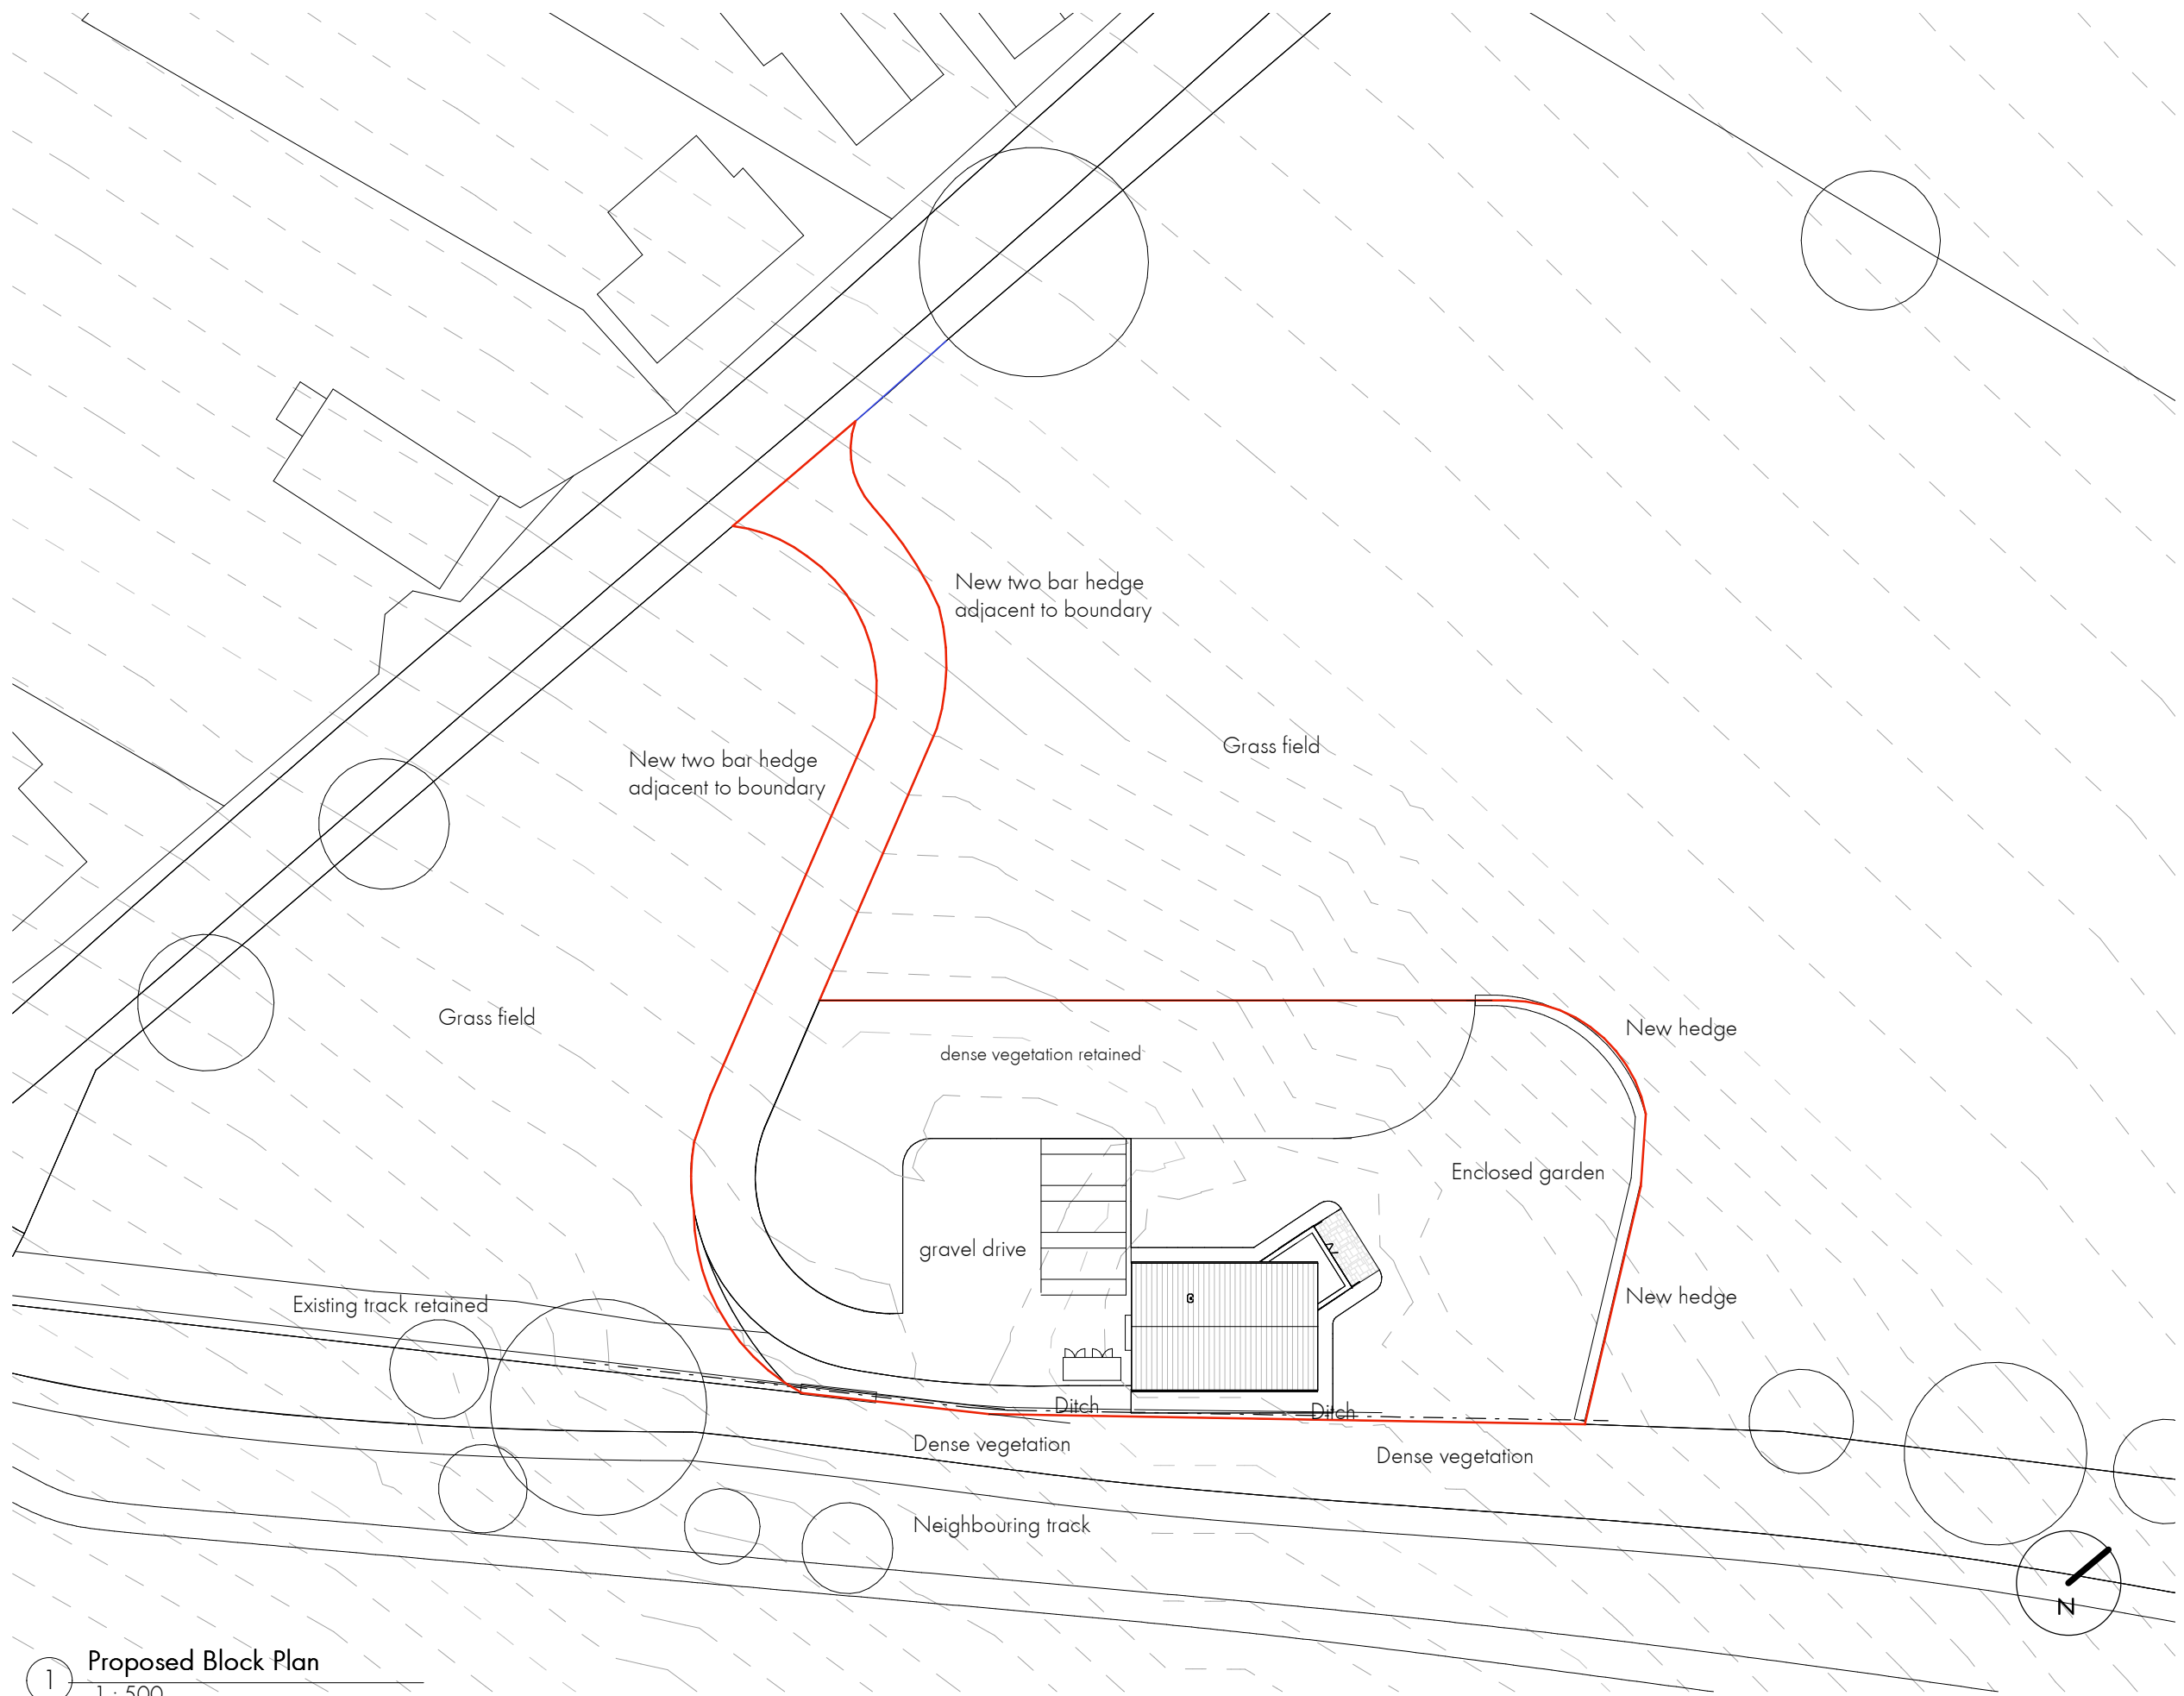 New two bar hedge
adjacent to boundary
New two bar hedge
adjacent to boundary
Grass field
Grass field
New hedge
dense vegetation retained
Enclosed garden
gravel drive
New hedge
Existing track retained
Ditch
Ditch
Dense vegetation
Dense vegetation
Neighbouring track
N
1
Proposed Block Plan
1 : 500